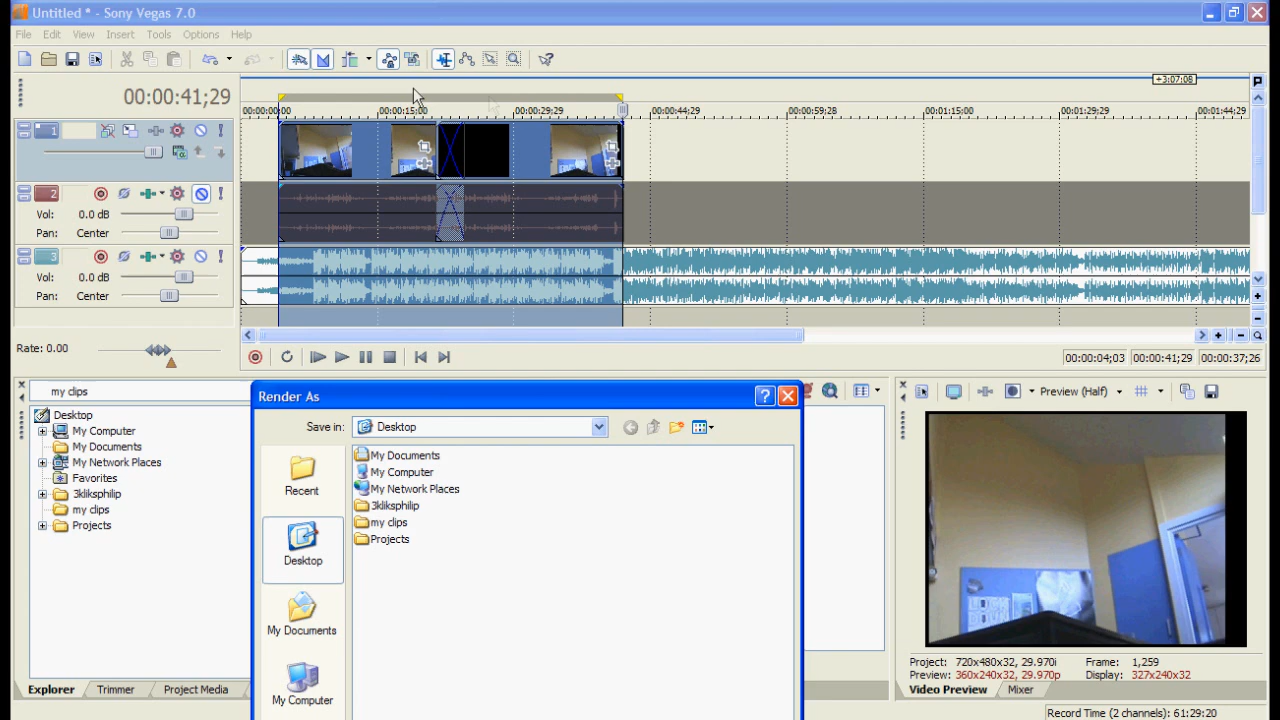 Untitled * - Sony Vegas 7.0
File Edit View Insert Tools Options Help
00:00:41;29
+3:07:08
00:00:00:00 00:00:15:00 00:00:29:29 00:00:44;29 00:00:59:28 00:01:15:00 00:01:29:29 00:01:44;29
1
2
Vol: 0.0 dB
Pan: Center
3
Vol: 0.0 dB
Pan: Center
Rate: 0.00
00:00:04;03 00:00:41;29 00:00:37;26
my clips
Desktop
My Computer
My Documents
My Network Places
Favorites
3kliksphilip
my clips
Projects
Explorer Trimmer Project Media
Render As
Save in: Desktop
Recent
Desktop
My Documents
My Computer
My Documents
My Computer
My Network Places
3kliksphilip
my clips
Projects
Preview (Half)
Project: 720x480x32, 29.970i Frame: 1,259
Preview: 360x240x32, 29.970p Display: 327x240x32
Video Preview Mixer
Record Time (2 channels): 61:29:20